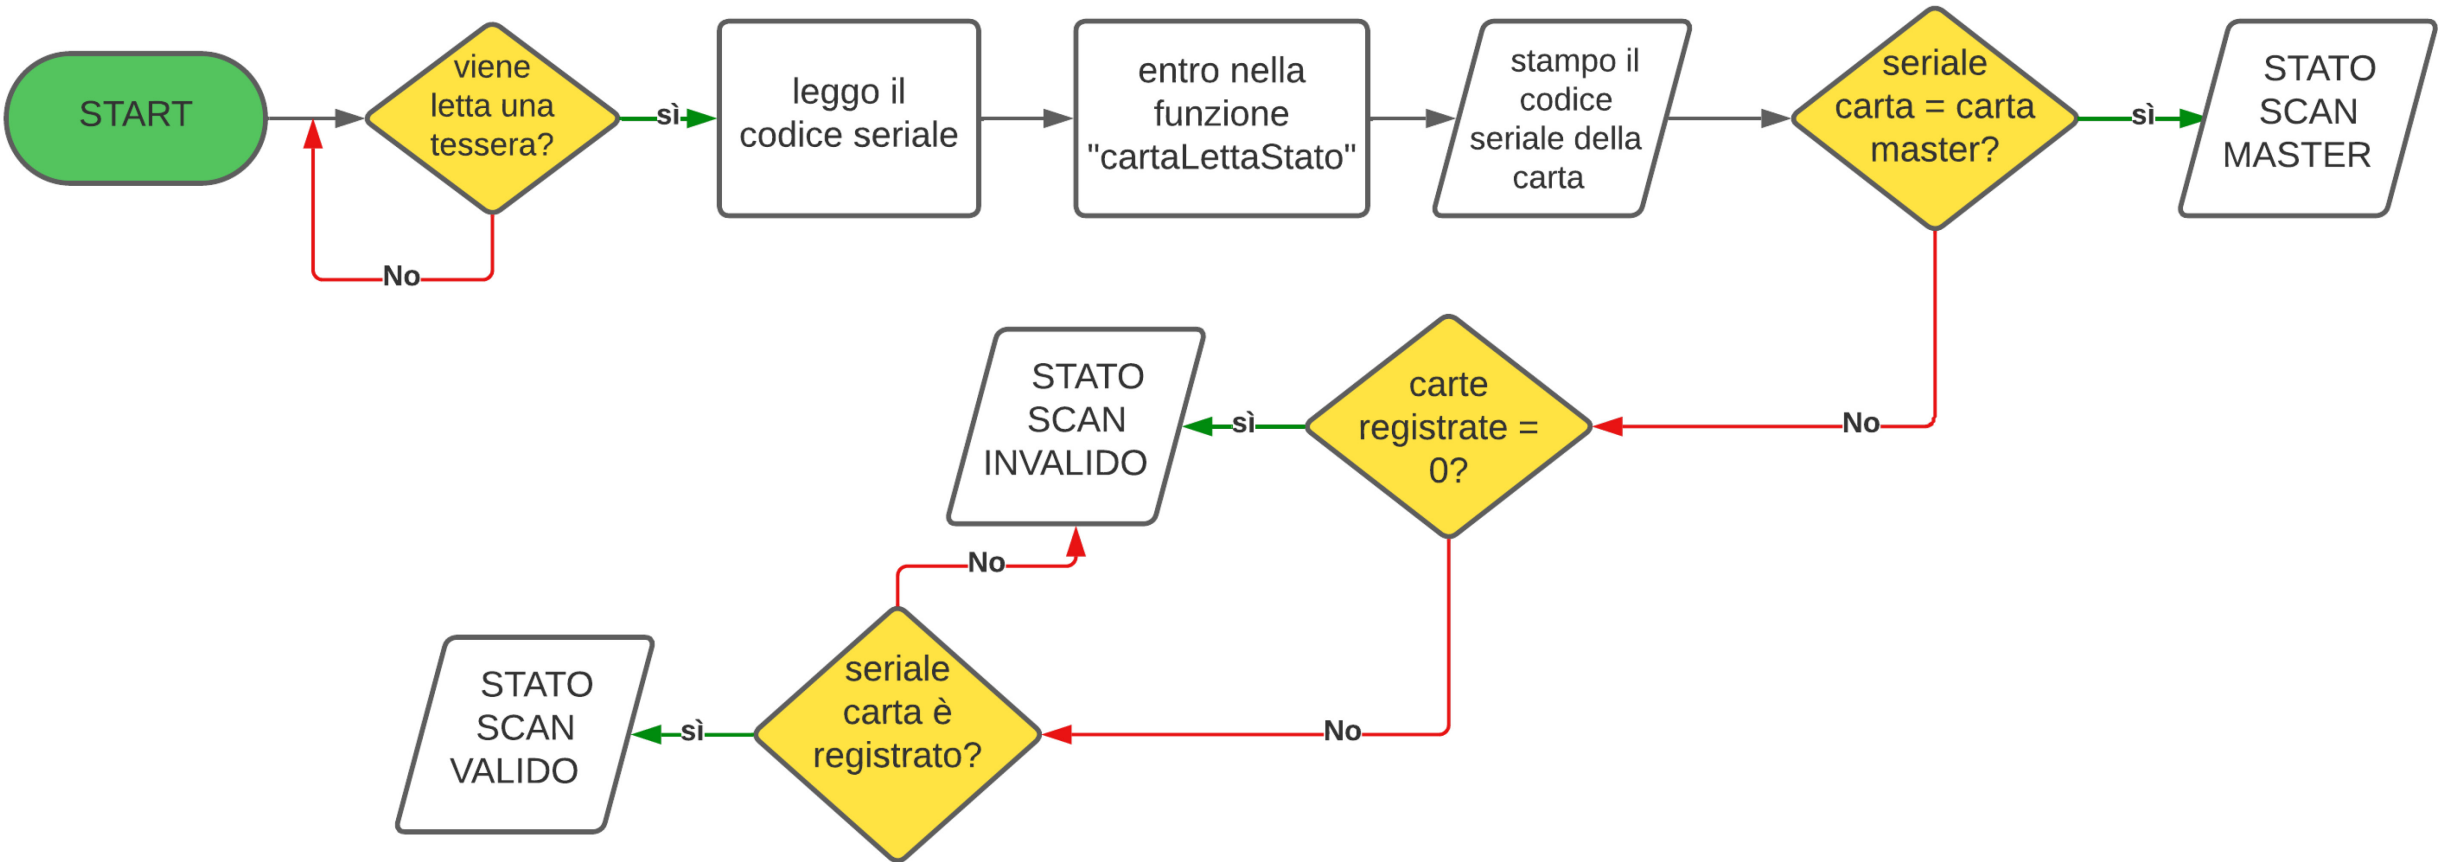 START
viene
letta una
tessera?
sì
No
leggo il
codice seriale
entro nella
funzione
"cartaLettaStato"
stampo il
codice
seriale della
carta
seriale
carta = carta
master?
sì
STATO
SCAN
MASTER
No
carte
registrate =
0?
sì
STATO
SCAN
INVALIDO
No
seriale
carta è
registrato?
No
sì
STATO
SCAN
VALIDO